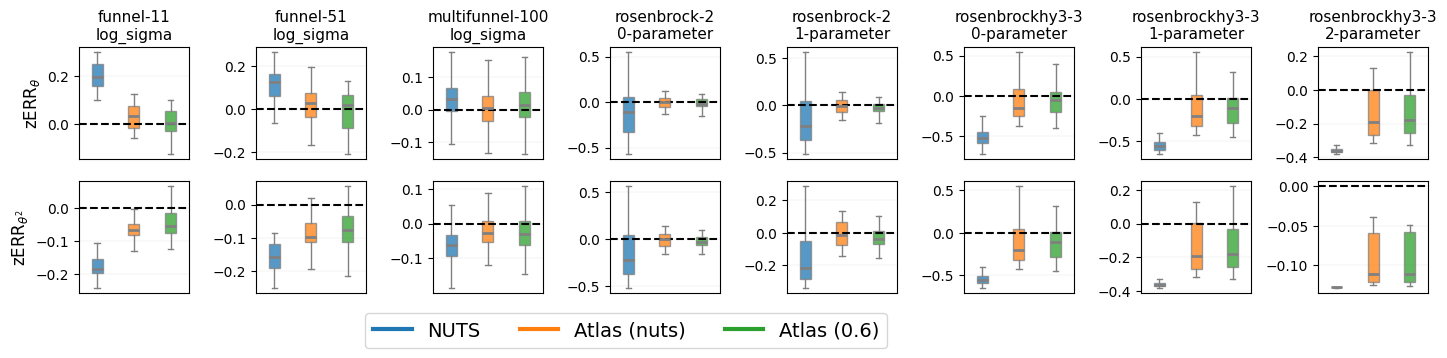 funnel-11
log_sigma
funnel-51
log_sigma
multifunnel-100
log_sigma
rosenbrock-2
0-parameter
rosenbrock-2
1-parameter
rosenbrockhy3-3
0-parameter
rosenbrockhy3-3
1-parameter
rosenbrockhy3-3
2-parameter
zERR_θ
0.2
0.0
0.2
0.0
−0.2
0.1
0.0
−0.1
0.5
0.0
−0.5
0.5
0.0
−0.5
0.5
0.0
−0.5
0.5
0.0
−0.5
0.2
0.0
−0.2
−0.4
zERR_θ²
0.0
−0.1
−0.2
0.0
−0.1
−0.2
0.1
0.0
−0.1
0.5
0.0
−0.5
0.2
0.0
−0.2
0.5
0.0
−0.5
0.2
0.0
−0.2
−0.4
0.00
−0.05
−0.10
NUTS
Atlas (nuts)
Atlas (0.6)